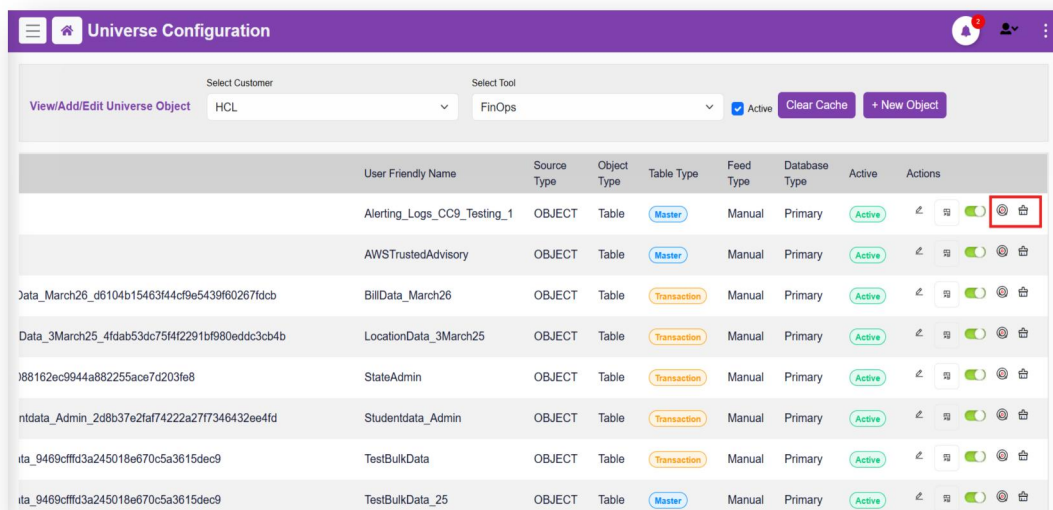 Universe Configuration
2
Select Customer
Select Tool
View/Add/Edit Universe Object HCL FinOps Active Clear Cache + New Object
User Friendly Name Source Type Object Type Table Type Feed Type Database Type Active Actions
Alerting_Logs_CC9_Testing_1 OBJECT Table Master Manual Primary Active
AWSTrustedAdvisory OBJECT Table Master Manual Primary Active
Data_March26_d6104b15463f44cf9e5439f60267fdcb BillData_March26 OBJECT Table Transaction Manual Primary Active
Data_3March25_4fdab53dc75f4f2291bf980eddc3cb4b LocationData_3March25 OBJECT Table Transaction Manual Primary Active
088162ec9944a882255ace7d203fe8 StateAdmin OBJECT Table Transaction Manual Primary Active
ntdata_Admin_2d8b37e2faf74222a27f7346432ee4fd Studentdata_Admin OBJECT Table Transaction Manual Primary Active
ata_9469cfffd3a245018e670c5a3615dec9 TestBulkData OBJECT Table Transaction Manual Primary Active
ata_9469cfffd3a245018e670c5a3615dec9 TestBulkData_25 OBJECT Table Master Manual Primary Active